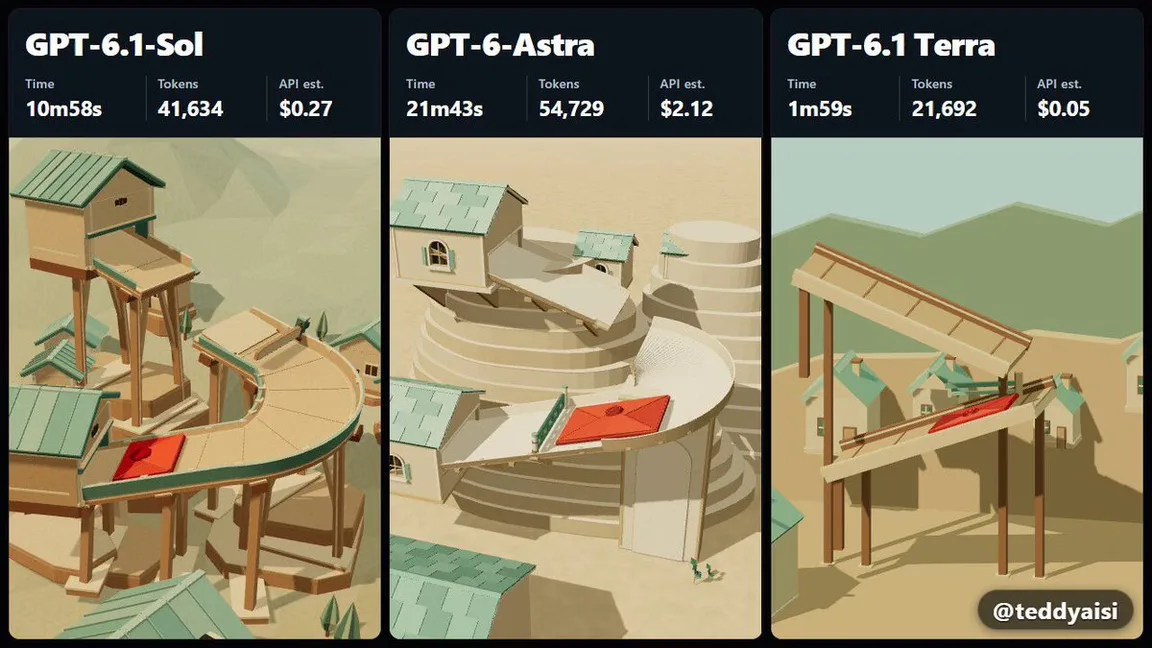 GPT-6.1-Sol
Time Tokens API est.
10m58s 41,634 $0.27
GPT-6-Astra
Time Tokens API est.
21m43s 54,729 $2.12
GPT-6.1 Terra
Time Tokens API est.
1m59s 21,692 $0.05
@teddyaisi